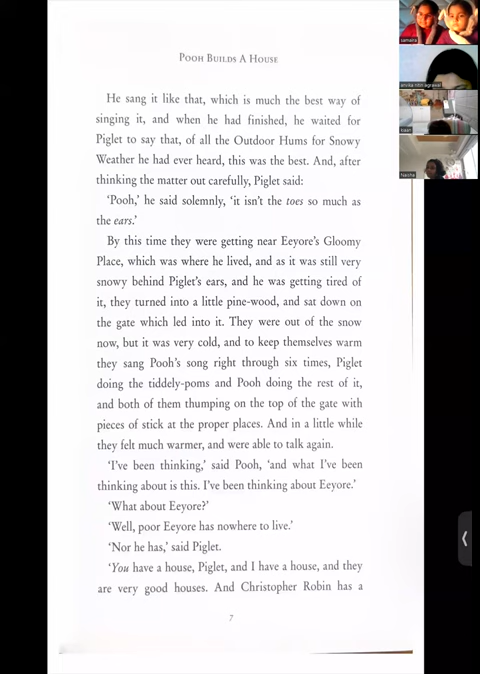 POOH BUILDS A HOUSE
He sang it like that, which is much the best way of
singing it, and when he had finished, he waited for
Piglet to say that, of all the Outdoor Hums for Snowy
Weather he had ever heard, this was the best. And, after
thinking the matter out carefully, Piglet said:
‘Pooh,’ he said solemnly, ‘it isn’t the toes so much as
the ears.’
By this time they were getting near Eeyore’s Gloomy
Place, which was where he lived, and as it was still very
snowy behind Piglet’s ears, and he was getting tired of
it, they turned into a little pine-wood, and sat down on
the gate which led into it. They were out of the snow
now, but it was very cold, and to keep themselves warm
they sang Pooh’s song right through six times, Piglet
doing the tiddely-poms and Pooh doing the rest of it,
and both of them thumping on the top of the gate with
pieces of stick at the proper places. And in a little while
they felt much warmer, and were able to talk again.
‘I’ve been thinking,’ said Pooh, ‘and what I’ve been
thinking about is this. I’ve been thinking about Eeyore.’
‘What about Eeyore?’
‘Well, poor Eeyore has nowhere to live.’
‘Nor he has,’ said Piglet.
‘You have a house, Piglet, and I have a house, and they
are very good houses. And Christopher Robin has a
7
samaira
Naisha